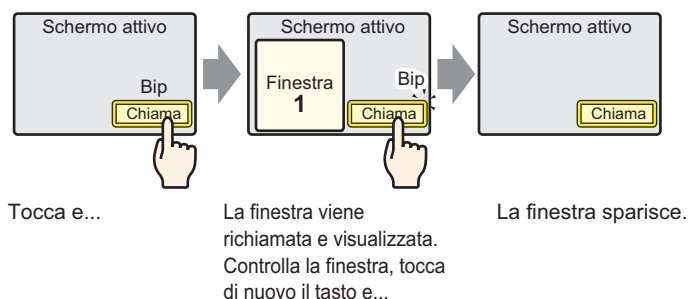 Schermo attivo
Bip
Chiama
Schermo attivo
Finestra
1
Bip
Chiama
Schermo attivo
Chiama
Tocca e...
La finestra viene
richiamata e visualizzata.
Controlla la finestra, tocca
di nuovo il tasto e...
La finestra sparisce.